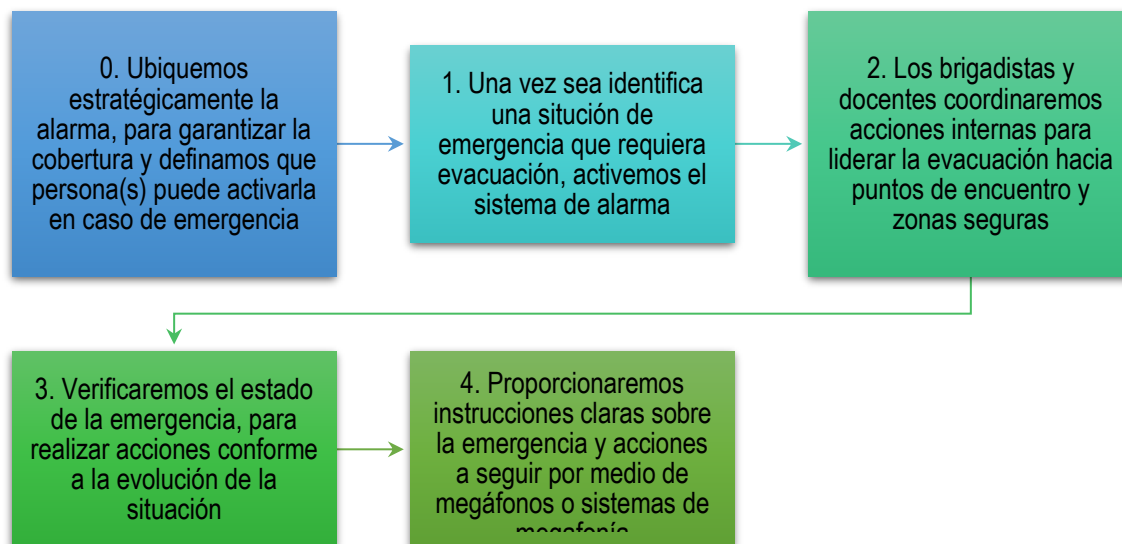 0. Ubiquemos
estratégicamente la
alarma, para garantizar la
cobertura y definamos que
persona(s) puede activarla
en caso de emergencia
1. Una vez sea identifica
una situción de
emergencia que requiera
evacuación, activemos el
sistema de alarma
2. Los brigadistas y
docentes coordinaremos
acciones internas para
liderar la evacuación hacia
puntos de encuentro y
zonas seguras
3. Verificaremos el estado
de la emergencia, para
realizar acciones conforme
a la evolución de la
situación
4. Proporcionaremos
instrucciones claras sobre
la emergencia y acciones
a seguir por medio de
megáfonos o sistemas de
megafonía